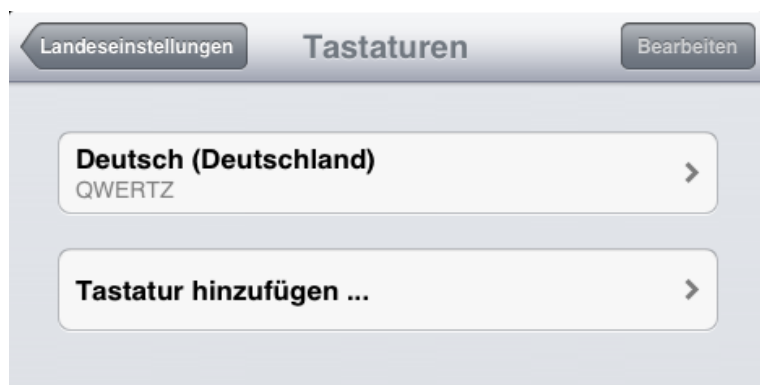 Landeseinstellungen Tastaturen Bearbeiten
Deutsch (Deutschland)
QWERTZ
Tastatur hinzufügen ...